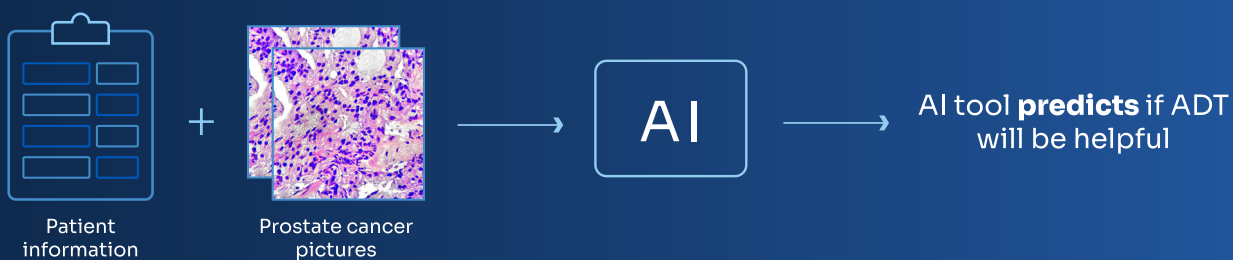 Patient
information
+
Prostate cancer
pictures
AI
AI tool predicts if ADT
will be helpful